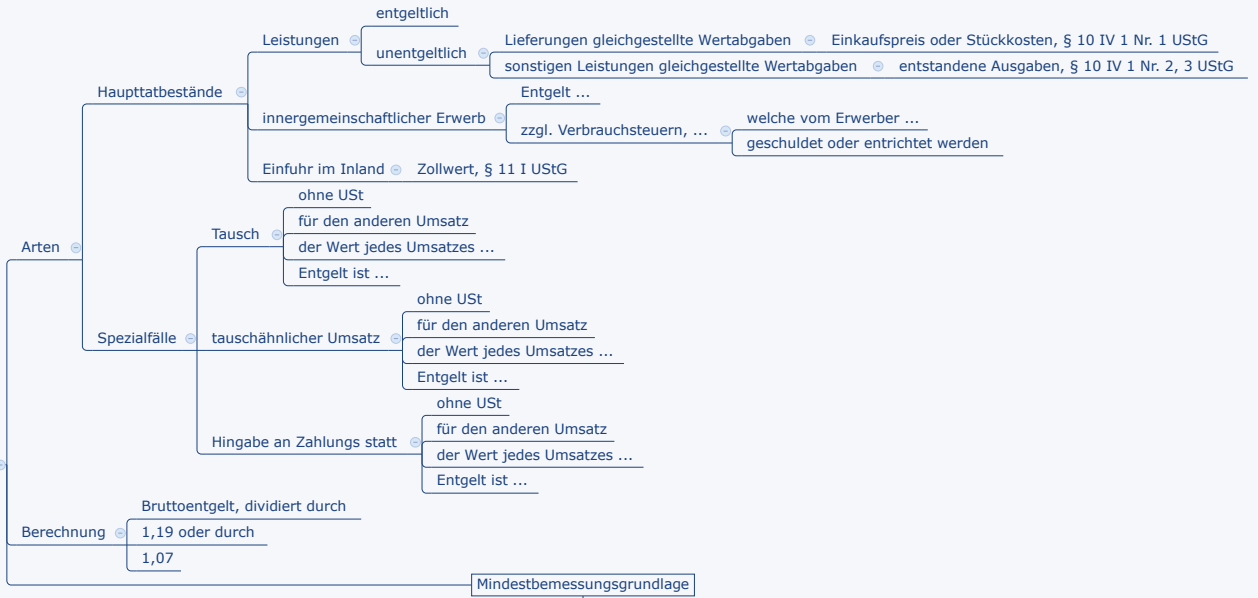 entgeltlich
Leistungen
unentgeltlich
Lieferungen gleichgestellte Wertabgaben
Einkaufspreis oder Stückkosten, § 10 IV 1 Nr. 1 UStG
sonstigen Leistungen gleichgestellte Wertabgaben
entstandene Ausgaben, § 10 IV 1 Nr. 2, 3 UStG
Haupttatbestände
Entgelt ...
innergemeinschaftlicher Erwerb
zzgl. Verbrauchsteuern, ...
welche vom Erwerber ...
geschuldet oder entrichtet werden
Einfuhr im Inland
Zollwert, § 11 I UStG
ohne USt
für den anderen Umsatz
Tausch
der Wert jedes Umsatzes ...
Arten
Entgelt ist ...
ohne USt
für den anderen Umsatz
Spezialfälle
tauschähnlicher Umsatz
der Wert jedes Umsatzes ...
Entgelt ist ...
ohne USt
für den anderen Umsatz
Hingabe an Zahlungs statt
der Wert jedes Umsatzes ...
Entgelt ist ...
Bruttoentgelt, dividiert durch
Berechnung
1,19 oder durch
1,07
Mindestbemessungsgrundlage